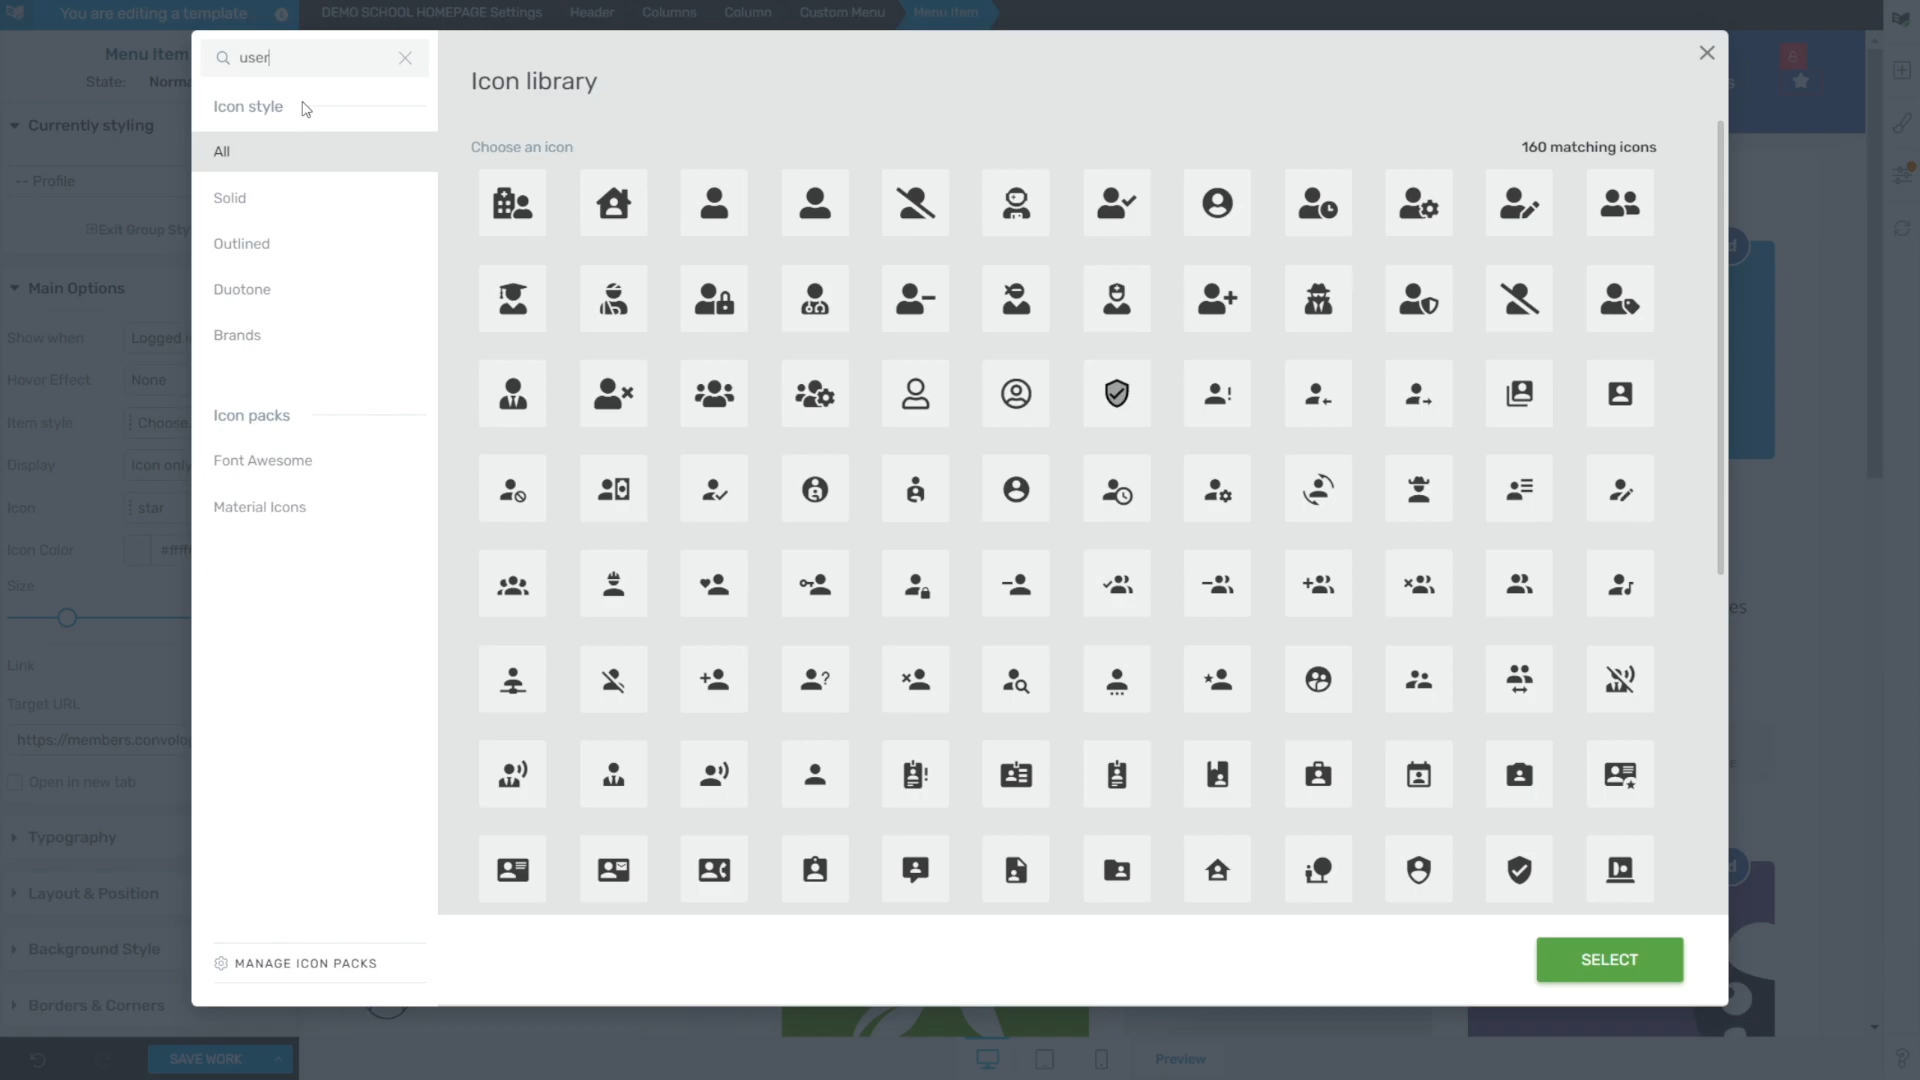 You are editing a template
DEMO SCHOOL HOMEPAGE Settings
Header
Columns
Column
Custom Menu
Menu Item
Menu Item
State:
user
Icon library
Icon style
Currently styling
Choose an icon
160 matching icons
All
-- Profile
Solid
Exit Group
Outlined
Main Options
Duotone
Show when
Logged
Brands
Hover Effect
None
Icon packs
Item style
Choose
Font Awesome
Display
Icon only
Material Icons
Icon
star
Icon Color
Size
Link
Target URL
Open in new tab
Typography
Layout & Position
Background Style
MANAGE ICON PACKS
SELECT
Borders & Corners
SAVE WORK
Preview